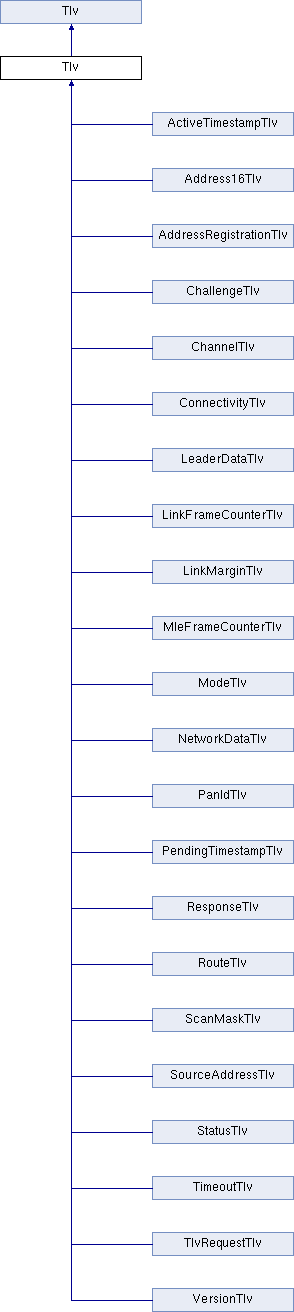 Tlv
Tlv
ActiveTimestampTlv
Address16Tlv
AddressRegistrationTlv
ChallengeTlv
ChannelTlv
ConnectivityTlv
LeaderDataTlv
LinkFrameCounterTlv
LinkMarginTlv
MleFrameCounterTlv
ModeTlv
NetworkDataTlv
PanIdTlv
PendingTimestampTlv
ResponseTlv
RouteTlv
ScanMaskTlv
SourceAddressTlv
StatusTlv
TimeoutTlv
TlvRequestTlv
VersionTlv